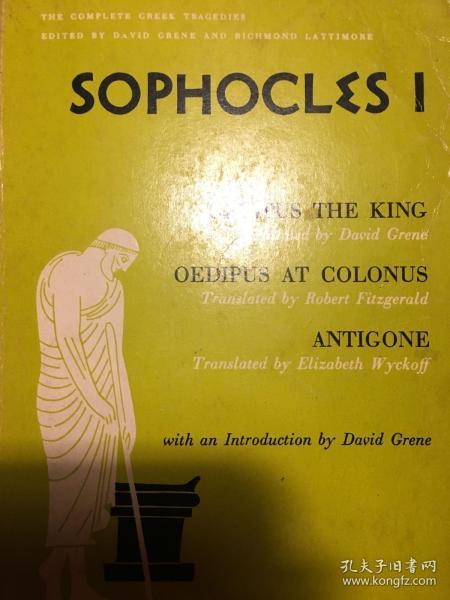 THE COMPLETE GREEK TRAGEDIES
EDITED BY DAVID GRENE AND RICHMOND LATTIMORE
SOPHOCLES I
THE KING
by David Grene
OEDIPUS AT COLONUS
Translated by Robert Fitzgerald
ANTIGONE
Translated by Elizabeth Wyckoff
with an Introduction by David Grene
孔夫子旧书网
www.kongfz.com